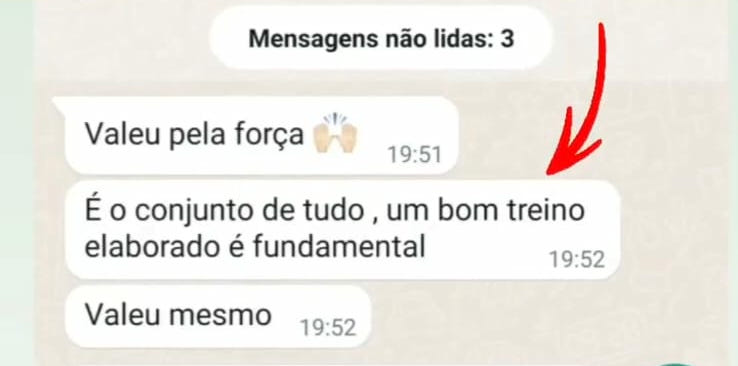 Mensagens não lidas: 3
Valeu pela força 🙌🏻
19:51
É o conjunto de tudo , um bom treino
elaborado é fundamental
19:52
Valeu mesmo
19:52